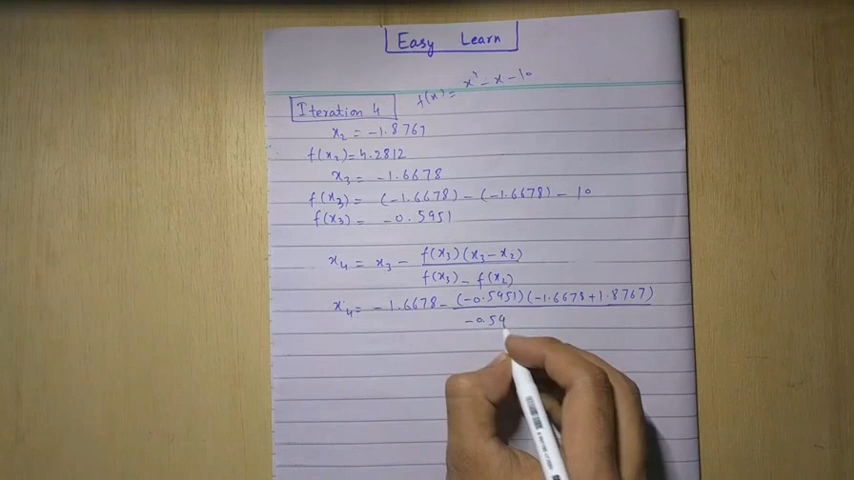 Easy Learn
f(x) = x⁴ - x - 10
Iteration 4
x₂ = -1.8767
f(x₂) = 4.2812
x₃ = -1.6678
f(x₃) = (-1.6678) - (-1.6678) - 10
f(x₃) = -0.5951
x₄ = x₃ - f(x₃)(x₃-x₂)
f(x₃) - f(x₂)
x₄ = -1.6678 - (-0.5951)(-1.6678+1.8767)
-0.59